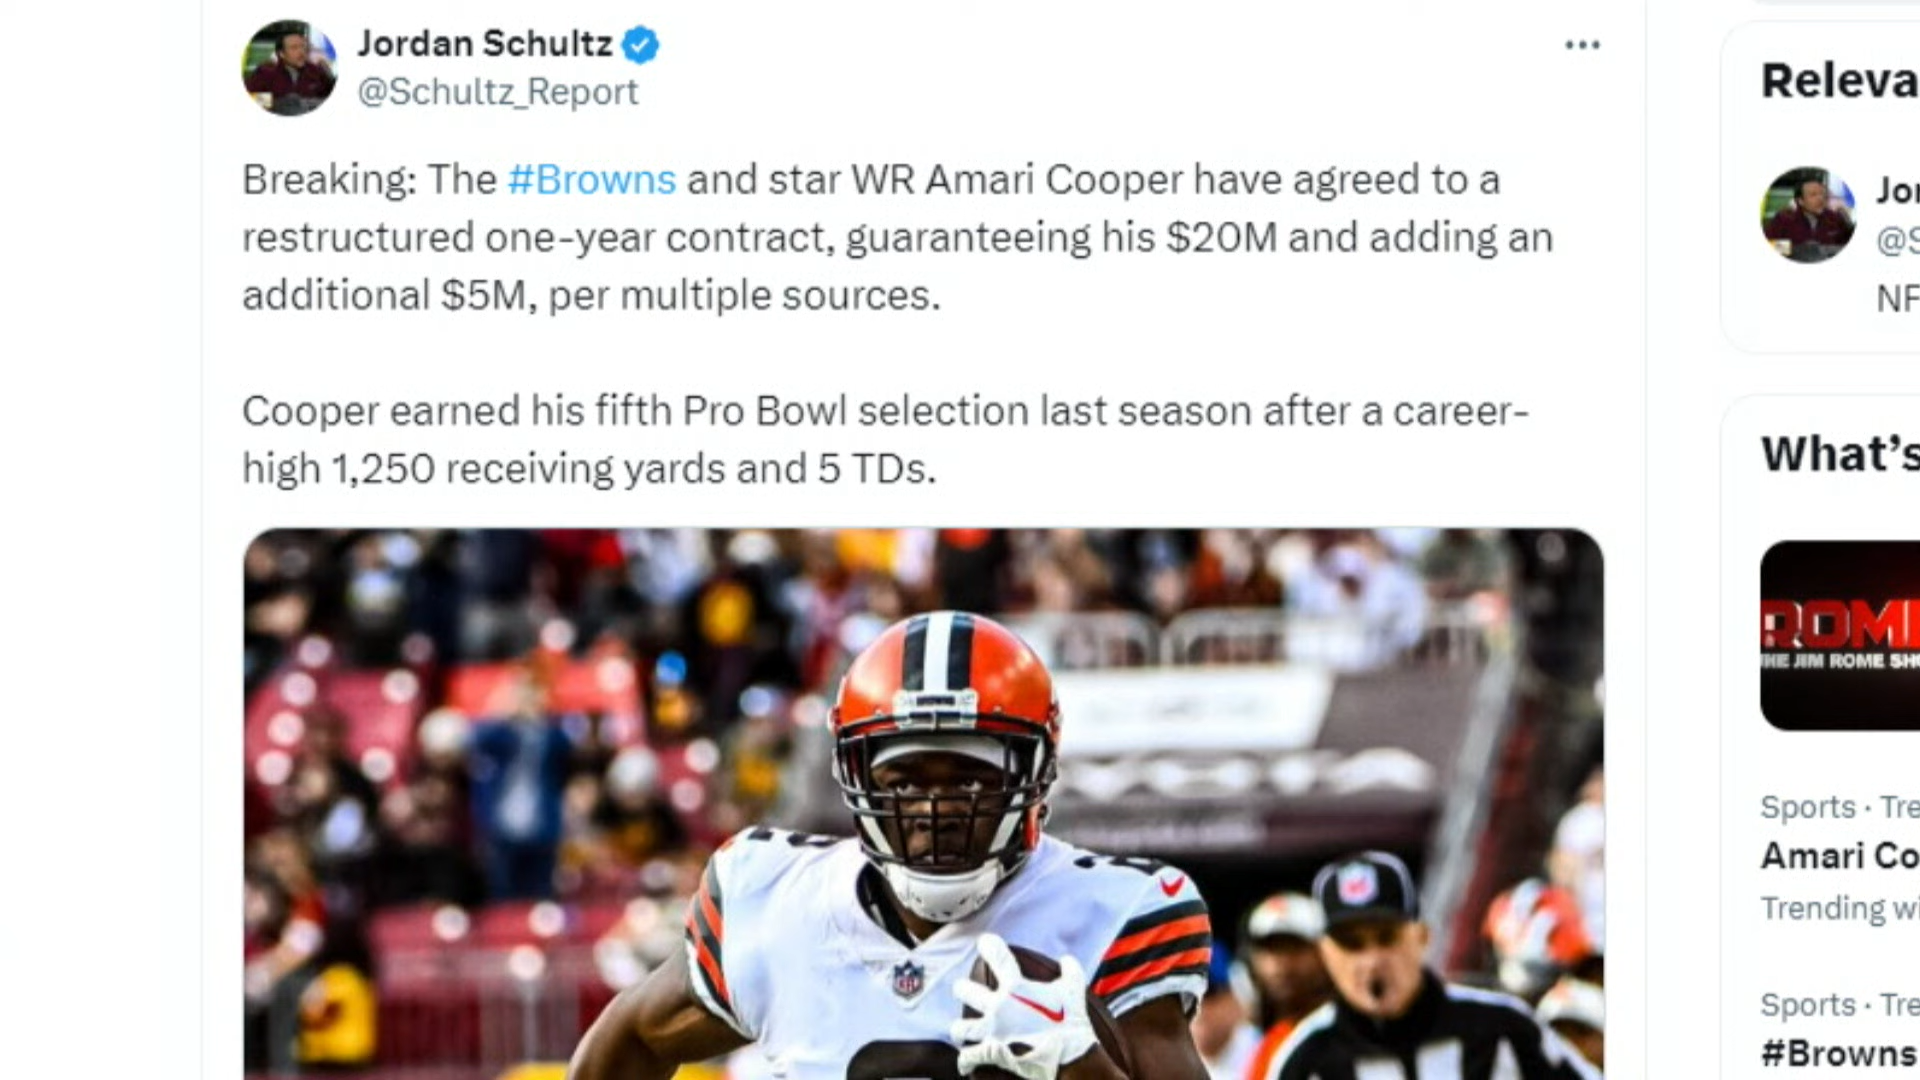 Jordan Schultz
@Schultz_Report
Breaking: The #Browns and star WR Amari Cooper have agreed to a
restructured one-year contract, guaranteeing his $20M and adding an
additional $5M, per multiple sources.
Cooper earned his fifth Pro Bowl selection last season after a career-
high 1,250 receiving yards and 5 TDs.
Releva
Jor
@S
NF
What's
ROME
THE JIM ROME SH
Sports · Tre
Amari Co
Trending wi
Sports · Tre
#Browns